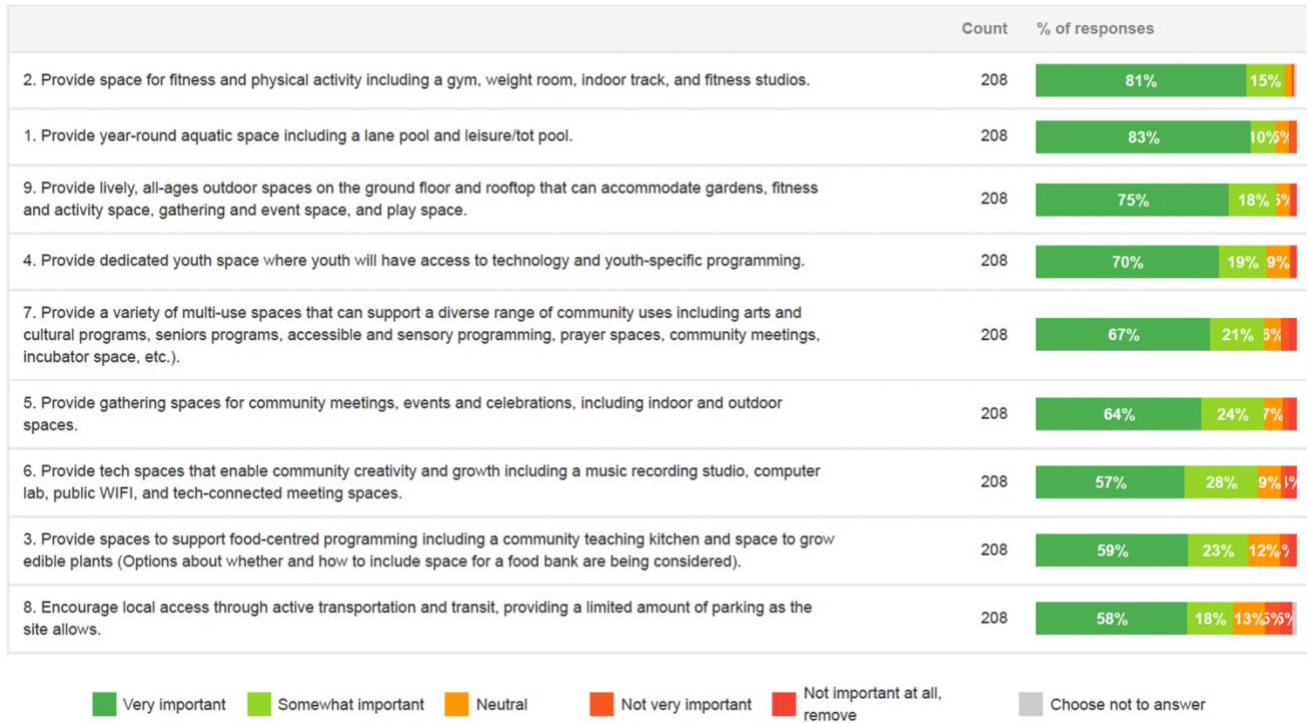 Count % of responses
2. Provide space for fitness and physical activity including a gym, weight room, indoor track, and fitness studios. 208 81% 15%
1. Provide year-round aquatic space including a lane pool and leisure/tot pool. 208 83% 10% 5%
9. Provide lively, all-ages outdoor spaces on the ground floor and rooftop that can accommodate gardens, fitness
and activity space, gathering and event space, and play space. 208 75% 18% 5%
4. Provide dedicated youth space where youth will have access to technology and youth-specific programming. 208 70% 19% 9%
7. Provide a variety of multi-use spaces that can support a diverse range of community uses including arts and
cultural programs, seniors programs, accessible and sensory programming, prayer spaces, community meetings,
incubator space, etc.). 208 67% 21% 6%
5. Provide gathering spaces for community meetings, events and celebrations, including indoor and outdoor
spaces. 208 64% 24% 7%
6. Provide tech spaces that enable community creativity and growth including a music recording studio, computer
lab, public WIFI, and tech-connected meeting spaces. 208 57% 28% 9%
3. Provide spaces to support food-centred programming including a community teaching kitchen and space to grow
edible plants (Options about whether and how to include space for a food bank are being considered). 208 59% 23% 12%
8. Encourage local access through active transportation and transit, providing a limited amount of parking as the
site allows. 208 58% 18% 13% 5%
Very important Somewhat important Neutral Not very important Not important at all,
remove Choose not to answer